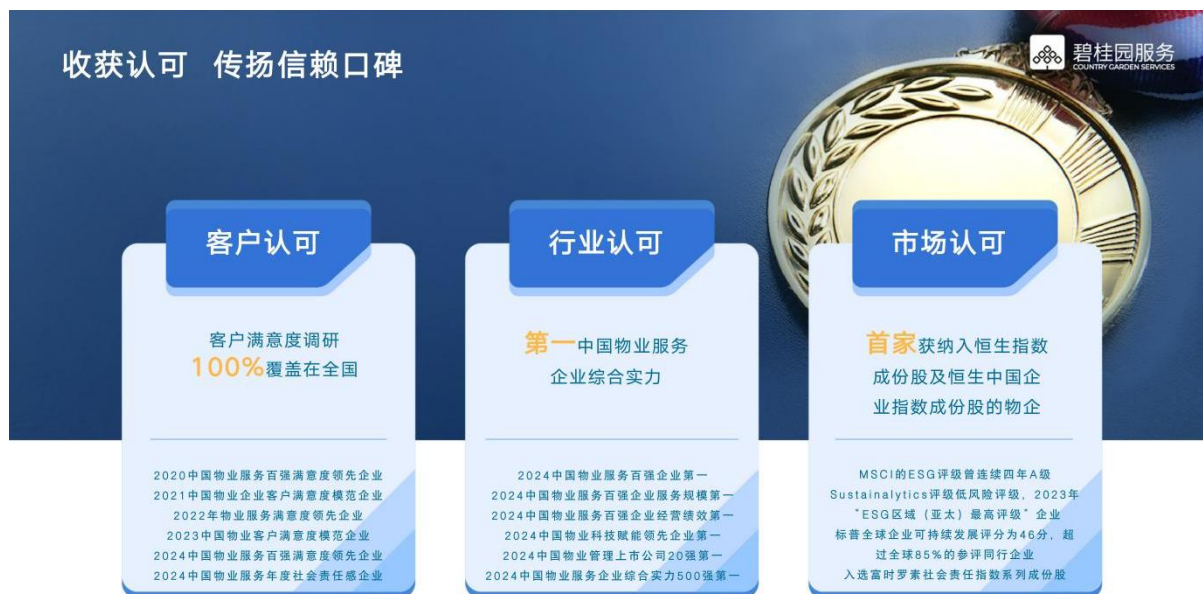 收获认可 传扬信赖口碑
碧桂园服务
COUNTRY GARDEN SERVICES
客户认可
客户满意度调研
100%覆盖在全国
2020中国物业服务百强满意度领先企业
2021中国物业企业客户满意度模范企业
2022年物业服务满意度领先企业
2023中国物业客户满意度模范企业
2024中国物业服务百强满意度领先企业
2024中国物业服务年度社会责任感企业
行业认可
第一中国物业服务
企业综合实力
2024中国物业服务百强企业第一
2024中国物业服务百强企业服务规模第一
2024中国物业服务百强企业经营绩效第一
2024中国物业科技赋能领先企业第一
2024中国物业管理上市公司20强第一
2024中国物业服务企业综合实力500强第一
市场认可
首家获纳入恒生指数
成份股及恒生中国企
业指数成份股的物企
MSCI的ESG评级曾连续四年A级
Sustainalytics评级低风险评级，2023年
“ESG区域（亚太）最高评级”企业
标普全球企业可持续发展评分为46分，超
过全球85%的参评同行企业
入选富时罗素社会责任指数系列成份股